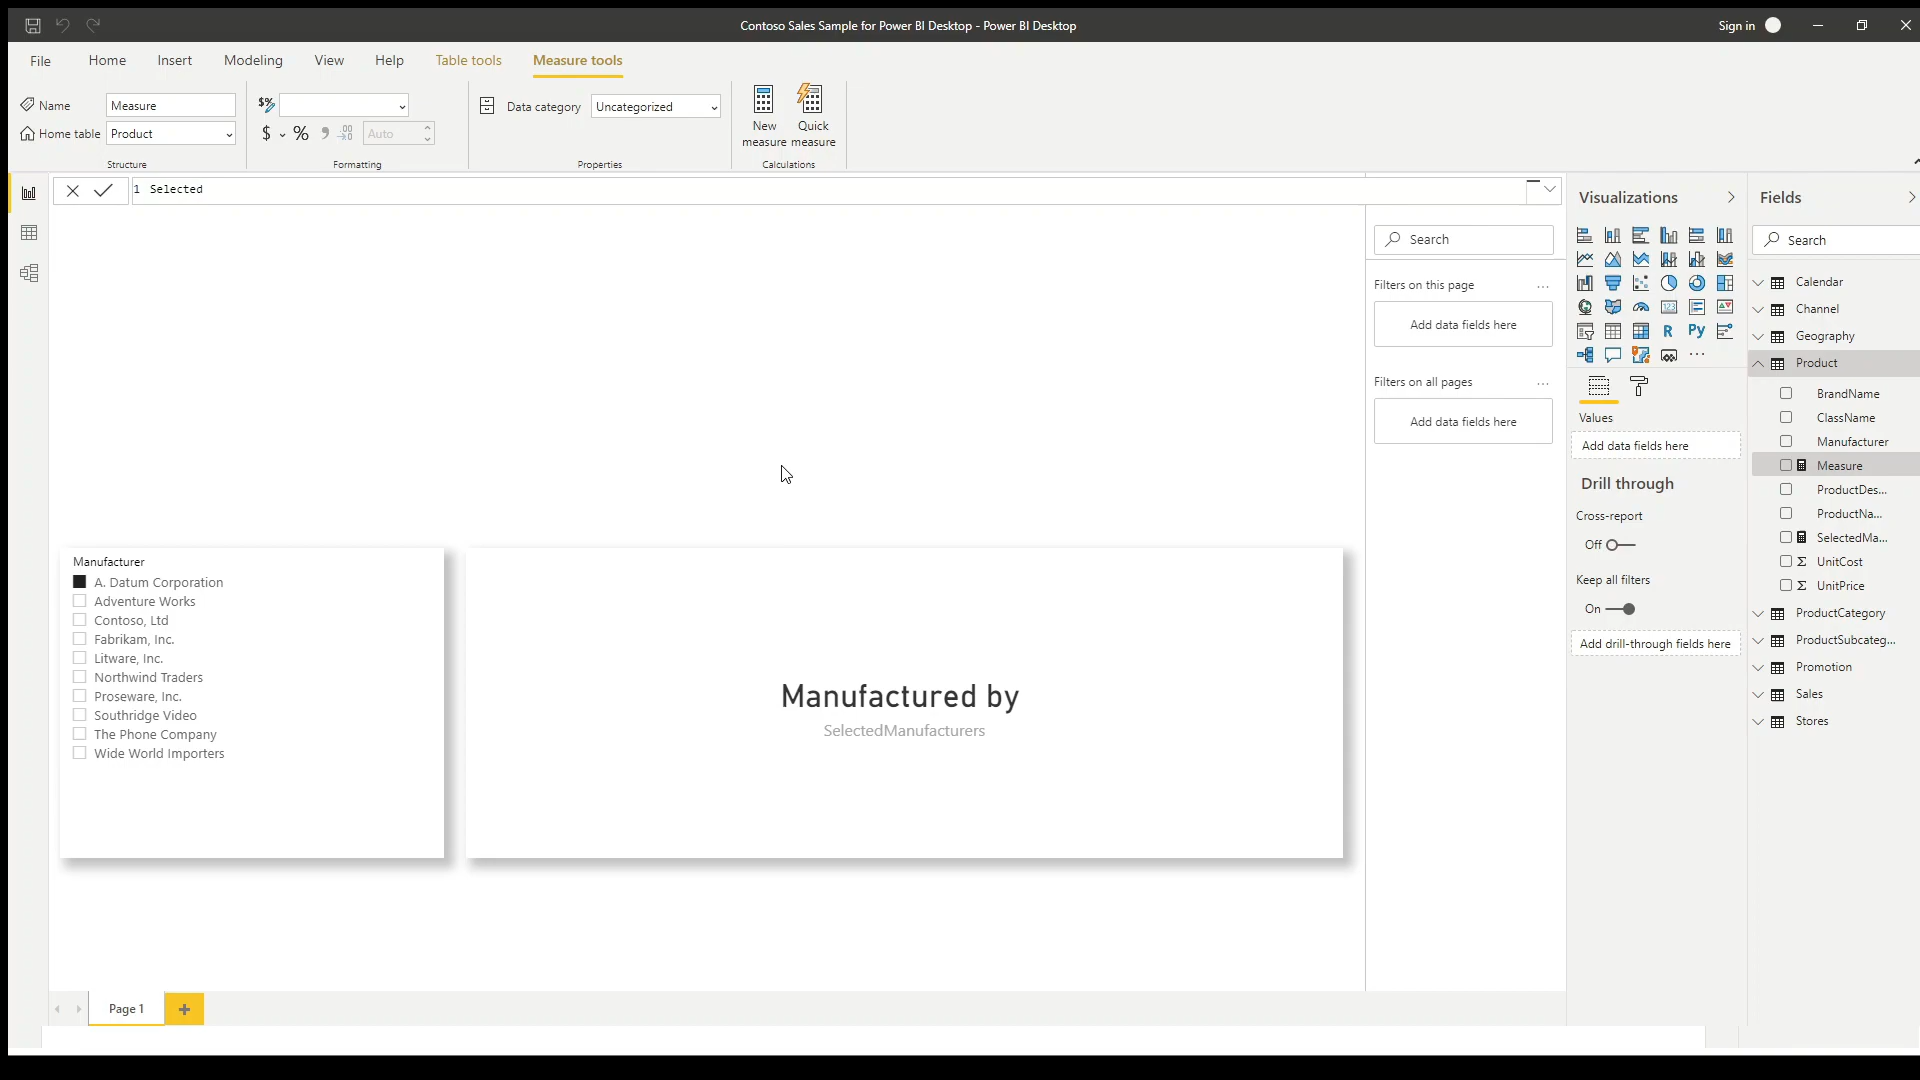 Contoso Sales Sample for Power BI Desktop - Power BI Desktop
Sign in
File Home Insert Modeling View Help Table tools Measure tools
Name Measure
Home table Product
Structure
$%
$ % 9 .00 Auto
Formatting
Data category Uncategorized
Properties
New measure
Quick measure
Calculations
1 Selected
Search
Filters on this page ...
Add data fields here
Filters on all pages ...
Add data fields here
Visualizations
123
R Py
...
Values
Add data fields here
Drill through
Cross-report
Off
Keep all filters
On
Add drill-through fields here
Fields
Search
Calendar
Channel
Geography
Product
BrandName
ClassName
Manufacturer
Measure
ProductDes...
ProductNa...
SelectedMa...
Σ UnitCost
Σ UnitPrice
ProductCategory
ProductSubcateg...
Promotion
Sales
Stores
Manufacturer
A. Datum Corporation
Adventure Works
Contoso, Ltd
Fabrikam, Inc.
Litware, Inc.
Northwind Traders
Proseware, Inc.
Southridge Video
The Phone Company
Wide World Importers
Manufactured by
SelectedManufacturers
Page 1
+